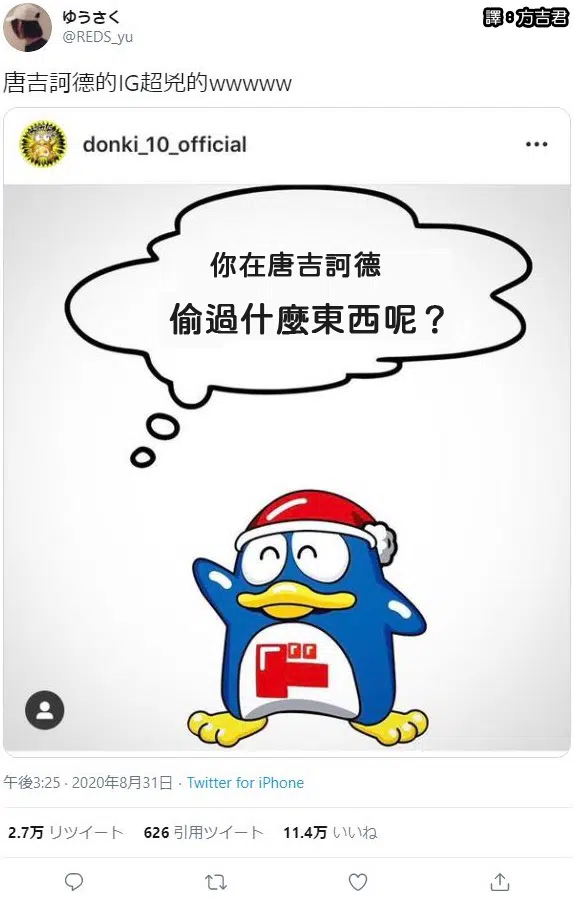 ゆうさく
@REDS_yu
譯:方吉君
唐吉訶德的IG超兇的wwwww
donki_10_official
你在唐吉訶德
偷過什麼東西呢？
ド
午後3:25 · 2020年8月31日 · Twitter for iPhone
2.7万 リツイート 626 引用ツイート 11.4万 いいね